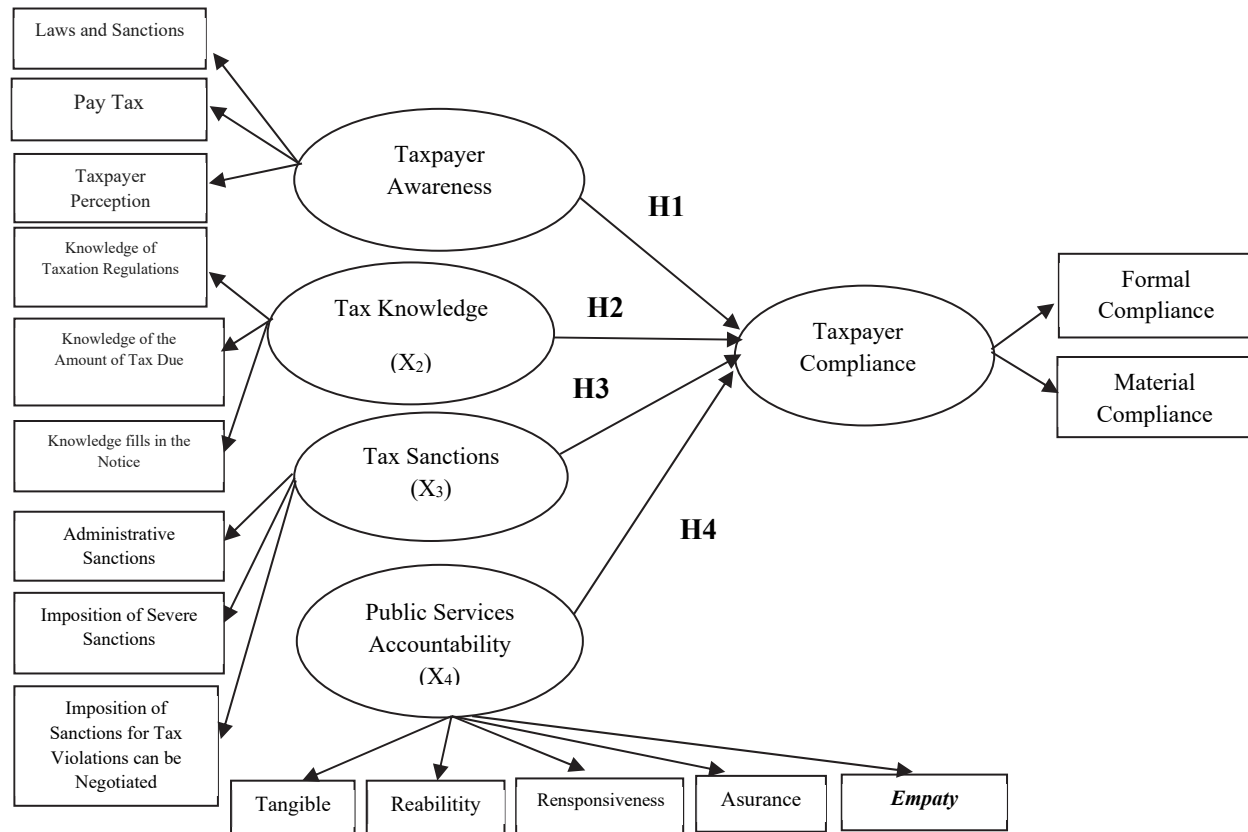 Laws and Sanctions
Pay Tax
Taxpayer
Perception
Knowledge of
Taxation Regulations
Knowledge of the
Amount of Tax Due
Knowledge fills in the
Notice
Administrative
Sanctions
Imposition of Severe
Sanctions
Imposition of
Sanctions for Tax
Violations can be
Negotiated
Taxpayer
Awareness
Tax Knowledge
(X₂)
Tax Sanctions
(X₃)
Public Services
Accountability
(X₄)
H1
H2
H3
H4
Taxpayer
Compliance
Formal
Compliance
Material
Compliance
Tangible
Reabilitity
Rensponsiveness
Asurance
Empaty